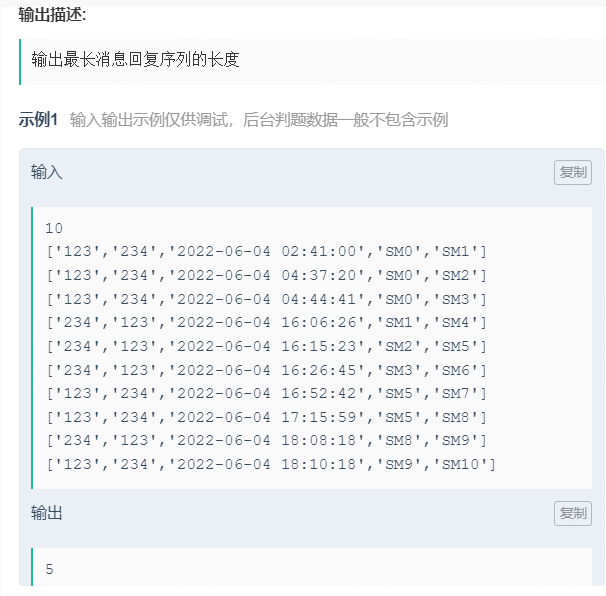 输出描述:
输出最长消息回复序列的长度
示例1 输入输出示例仅供调试，后台判题数据一般不包含示例
输入 复制
10
['123','234','2022-06-04 02:41:00','SM0','SM1']
['123','234','2022-06-04 04:37:20','SM0','SM2']
['123','234','2022-06-04 04:44:41','SM0','SM3']
['234','123','2022-06-04 16:06:26','SM1','SM4']
['234','123','2022-06-04 16:15:23','SM2','SM5']
['234','123','2022-06-04 16:26:45','SM3','SM6']
['123','234','2022-06-04 16:52:42','SM5','SM7']
['123','234','2022-06-04 17:15:59','SM5','SM8']
['234','123','2022-06-04 18:08:18','SM8','SM9']
['123','234','2022-06-04 18:10:18','SM9','SM10']
输出 复制
5